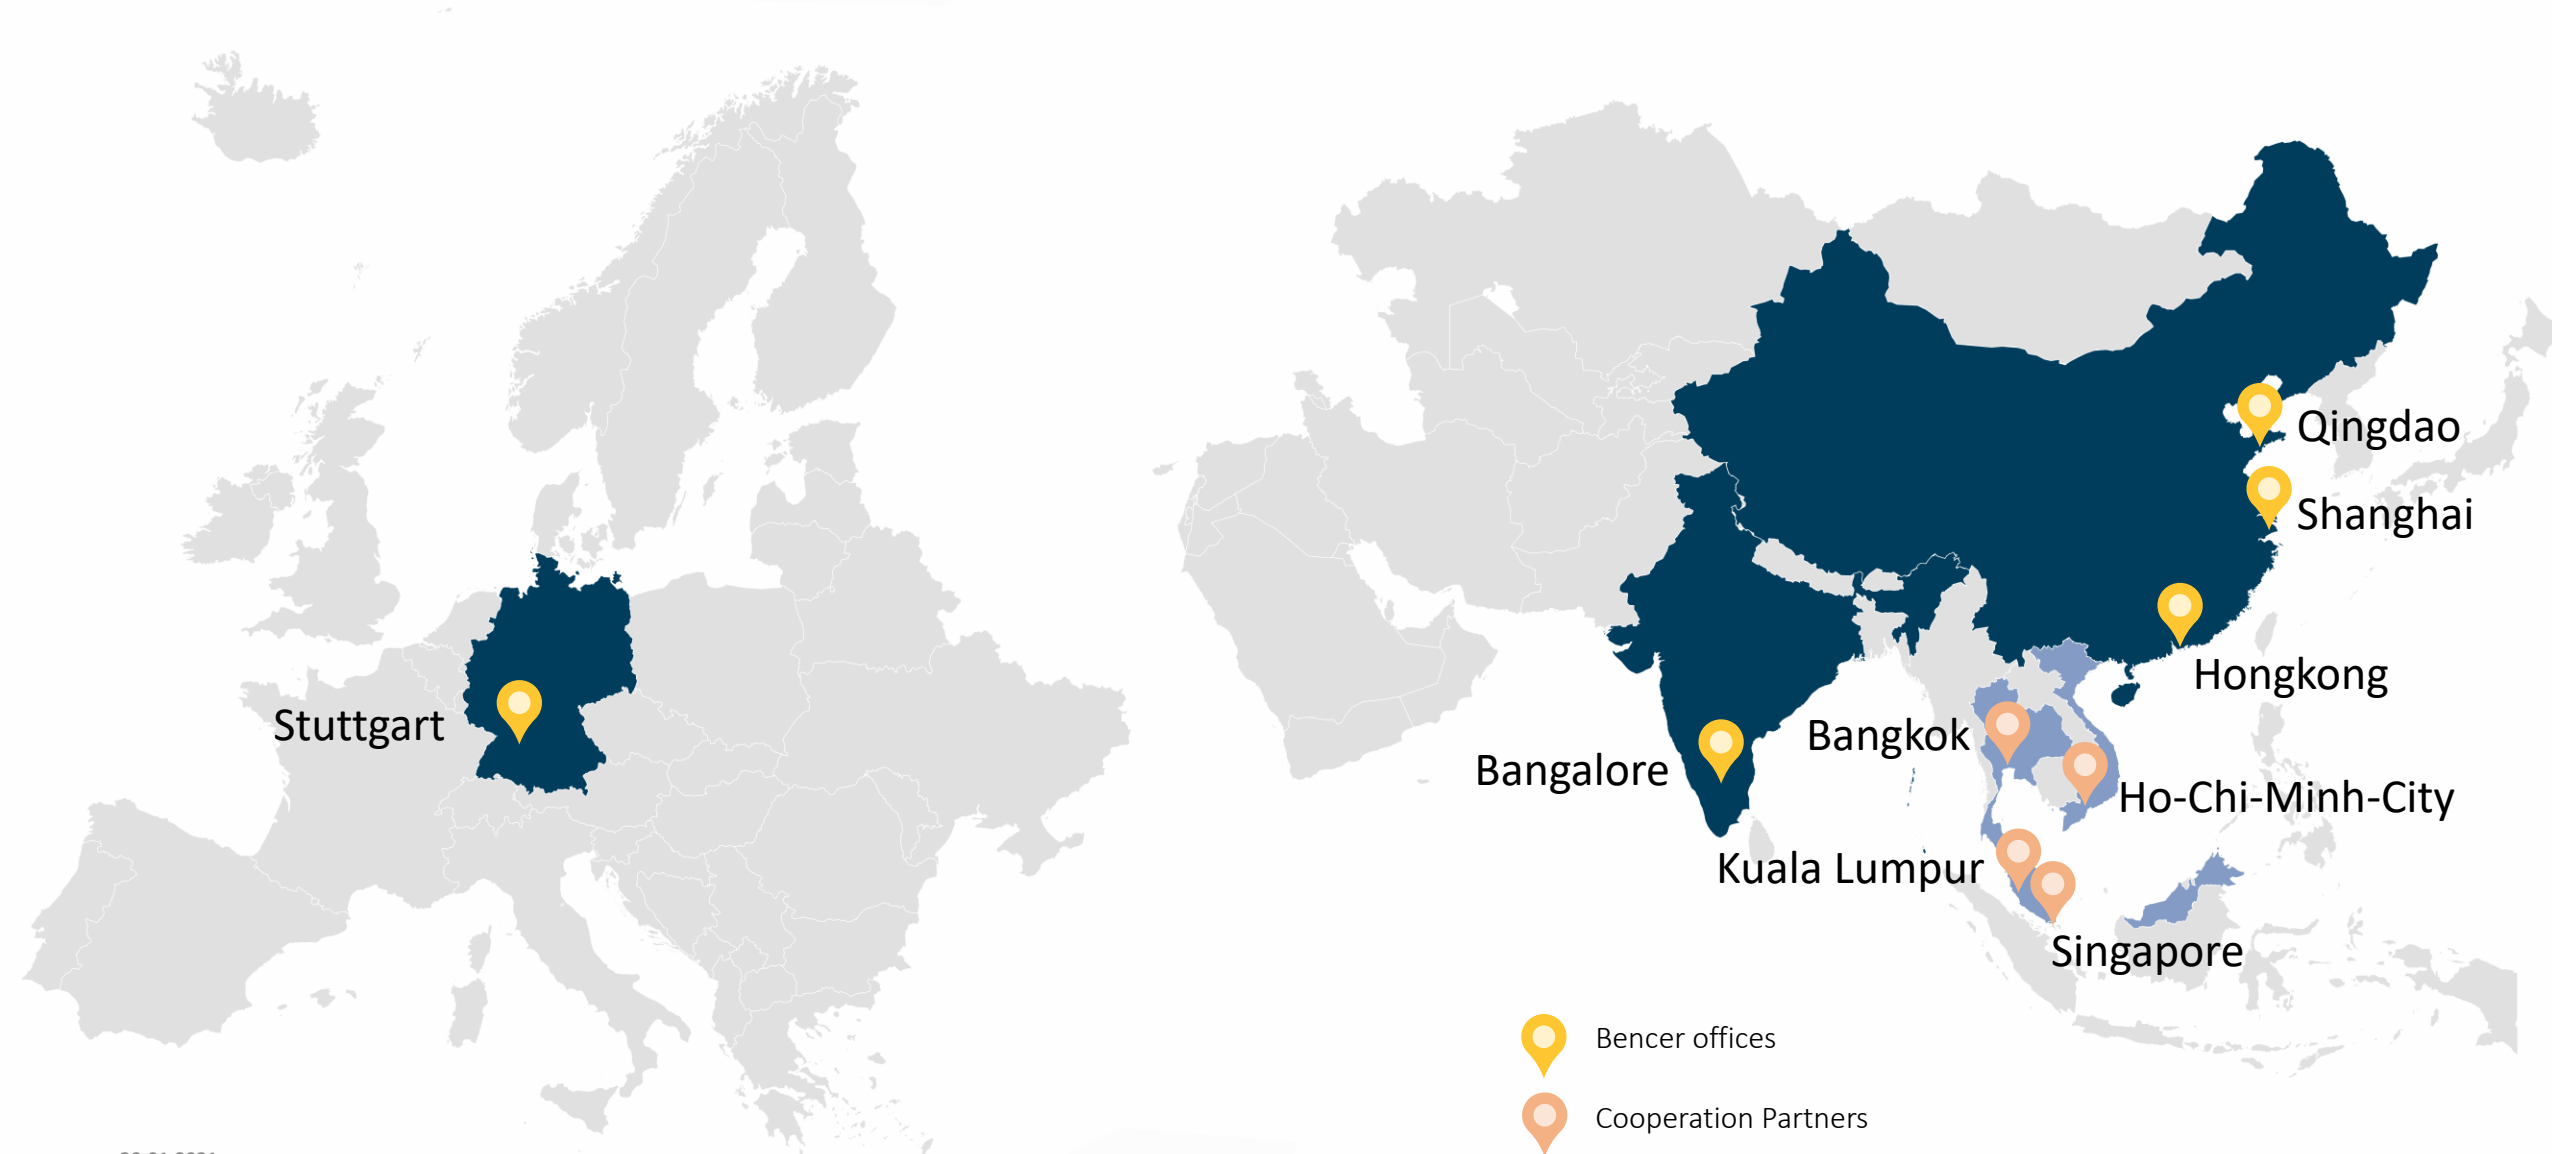 Qingdao
Shanghai
Hongkong
Stuttgart
Bangkok
Bangalore
Ho-Chi-Minh-City
Kuala Lumpur
Singapore
Bencer offices
Cooperation Partners